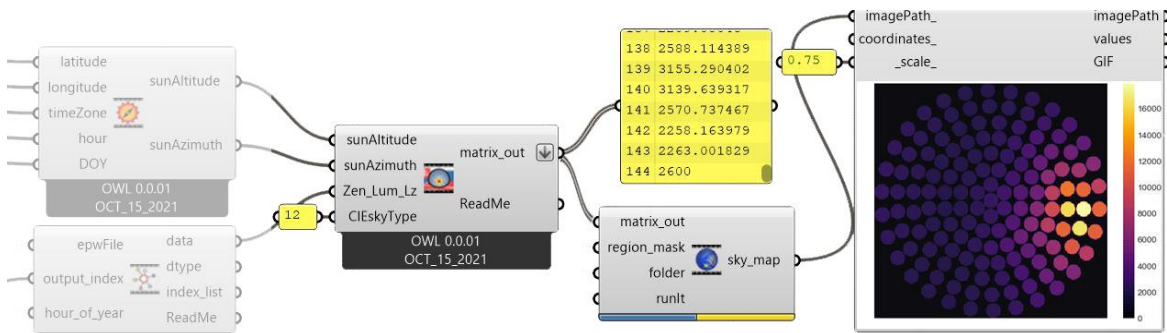 latitude
longitude
timeZone
hour
DOY
sunAltitude
sunAzimuth
OWL 0.0.01
OCT_15_2021
epwFile
output_index
hour_of_year
data
dtype
index_list
ReadMe
12
sunAltitude
sunAzimuth
Zen_Lum_Lz
CIEskyType
matrix_out
ReadMe
OWL 0.0.01
OCT_15_2021
138 2588.114389
139 3155.290402
140 3139.639317
141 2570.737467
142 2258.163979
143 2263.001829
144 2600
matrix_out
region_mask
folder
runIt
sky_map
0.75
imagePath_
coordinates_
_scale_
imagePath
values
GIF
16000
14000
12000
10000
8000
6000
4000
2000
0